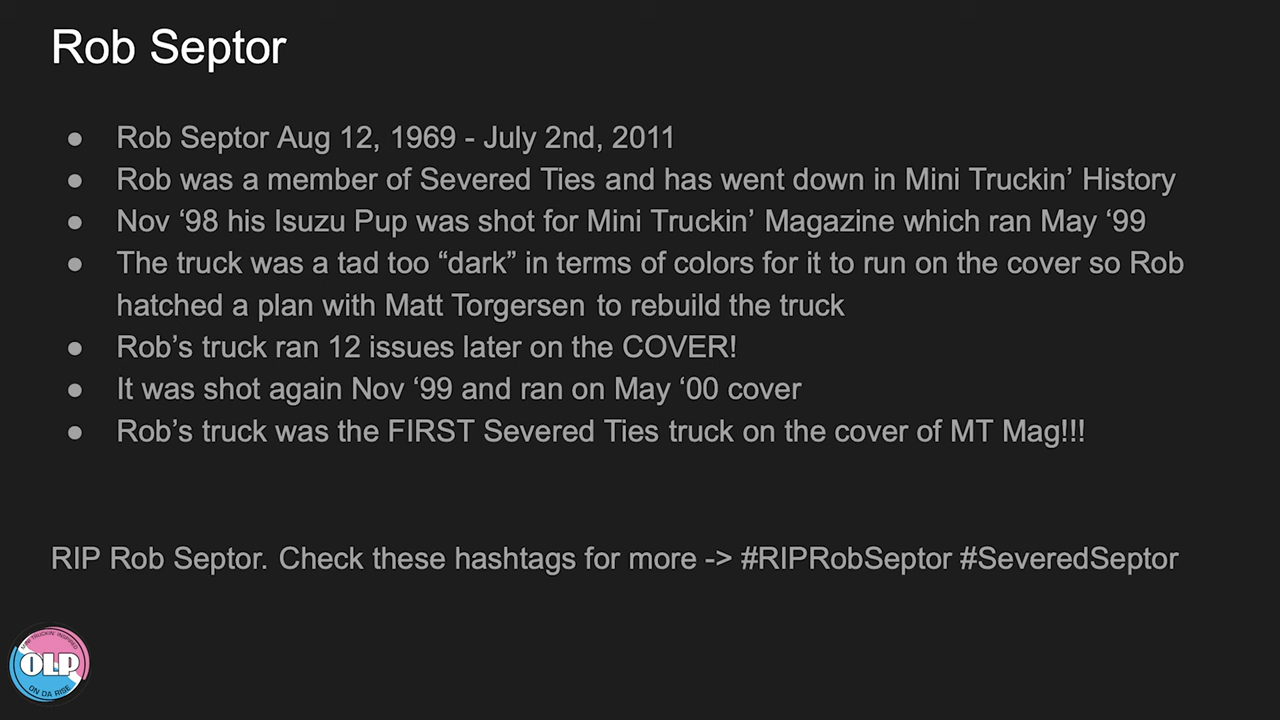 Rob Septor
● Rob Septor Aug 12, 1969 - July 2nd, 2011
● Rob was a member of Severed Ties and has went down in Mini Truckin’ History
● Nov ‘98 his Isuzu Pup was shot for Mini Truckin’ Magazine which ran May ‘99
● The truck was a tad too “dark” in terms of colors for it to run on the cover so Rob
hatched a plan with Matt Torgersen to rebuild the truck
● Rob’s truck ran 12 issues later on the COVER!
● It was shot again Nov ‘99 and ran on May ‘00 cover
● Rob’s truck was the FIRST Severed Ties truck on the cover of MT Mag!!!
RIP Rob Septor. Check these hashtags for more -> #RIPRobSeptor #SeveredSeptor
MINI TRUCKIN' INSPIRED
OLP
ON DA RISE